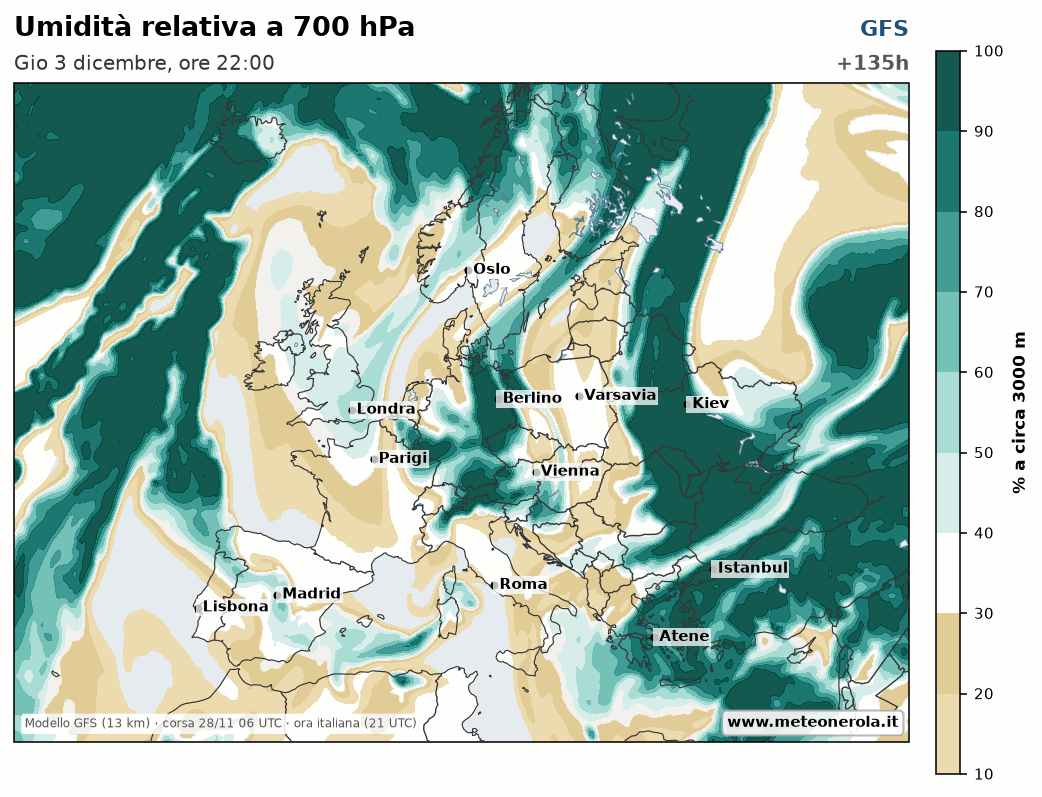 Umidità relativa a 700 hPa
GFS
Gio 3 dicembre, ore 22:00
+135h
100
90
80
70
60
50
40
30
20
10
% a circa 3000 m
Oslo
Londra
Berlino
Varsavia
Kiev
Parigi
Vienna
Istanbul
Madrid
Roma
Lisbona
Atene
Modello GFS (13 km) · corsa 28/11 06 UTC · ora italiana (21 UTC)
www.meteonerola.it